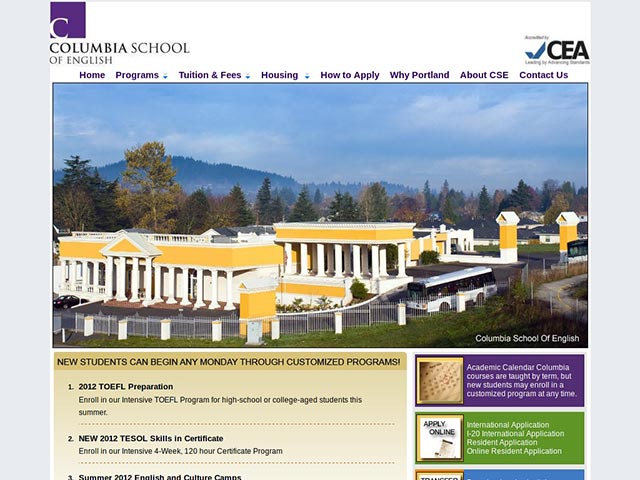 C
COLUMBIA SCHOOL
OF ENGLISH
Accredited by
CEA
Leading by Advancing Standards
Home Programs Tuition & Fees Housing How to Apply Why Portland About CSE Contact Us
Columbia School Of English
NEW STUDENTS CAN BEGIN ANY MONDAY THROUGH CUSTOMIZED PROGRAMS!
1. 2012 TOEFL Preparation
Enroll in our Intensive TOEFL Program for high-school or college-aged students this
summer.
2. NEW 2012 TESOL Skills in Certificate
Enroll in our Intensive 4-Week, 120 hour Certificate Program
3. Summer 2012 English and Culture Camps
Academic Calendar Columbia
courses are taught by term, but
new students may enroll in a
customized program at any time.
APPLY
ONLINE
International Application
I-20 International Application
Resident Application
Online Resident Application
TRANSFER